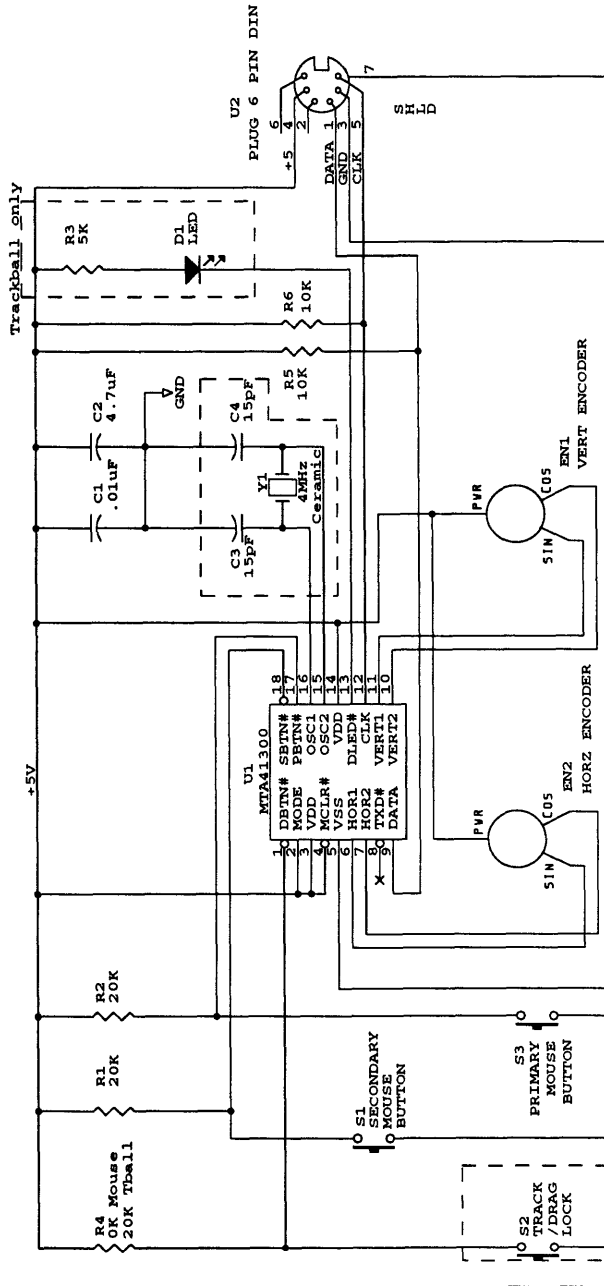 Trackball only
+5V
R4
0K Mouse
20K Tball
R1
20K
R2
20K
C1
.01uF
C2
4.7uF
GND
C3
15pF
C4
15pF
Y1
4MHz
Ceramic
R5
10K
R6
10K
R3
5K
D1
LED
U2
PLUG 6 PIN DIN
6
4
2
1
3
5
7
+5
DATA
GND
CLK
SHLD
U1
MTA41300
1 DBTN# SBTN# 18
2 MODE PBTN# 17
3 VDD OSC1 16
4 MCLR# OSC2 15
5 VSS VDD 14
6 HOR1 DLED# 13
7 HOR2 CLK 12
8 TXD# VERT1 11
9 DATA VERT2 10
S2
TRACK
/DRAG
LOCK
S1
SECONDARY
MOUSE
BUTTON
S3
PRIMARY
MOUSE
BUTTON
PWR
SIN
COS
EN2
HORZ ENCODER
PWR
SIN
COS
EN1
VERT ENCODER